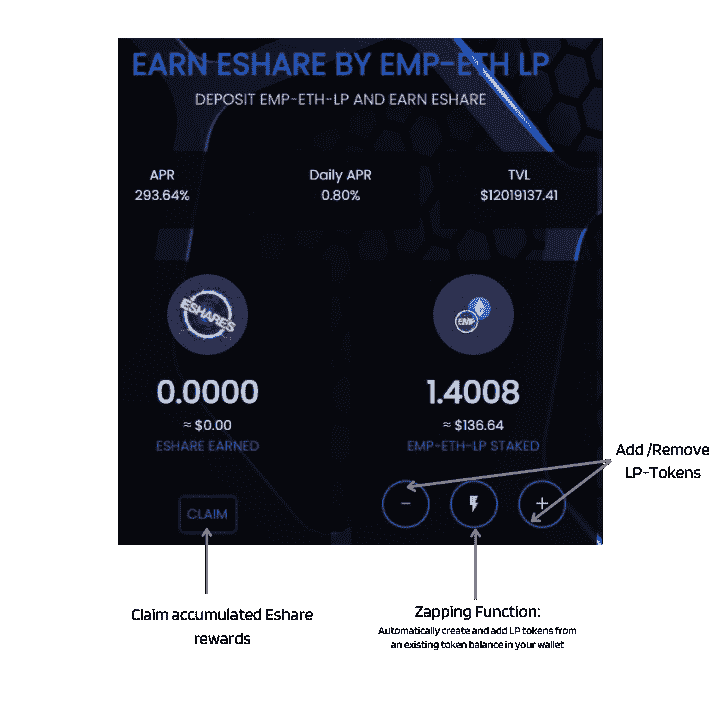 EARN ESHARE BY EMP-ETH LP
DEPOSIT EMP-ETH-LP AND EARN ESHARE
APR
293.64%
Daily APR
0.80%
TVL
$12019137.41
ESHARES
EMP
0.0000
≈ $0.00
ESHARE EARNED
1.4008
≈ $136.64
EMP-ETH-LP STAKED
Add /Remove
LP-Tokens
CLAIM
Claim accumulated Eshare
rewards
Zapping Function:
Automatically create and add LP tokens from
an existing token balance in your wallet